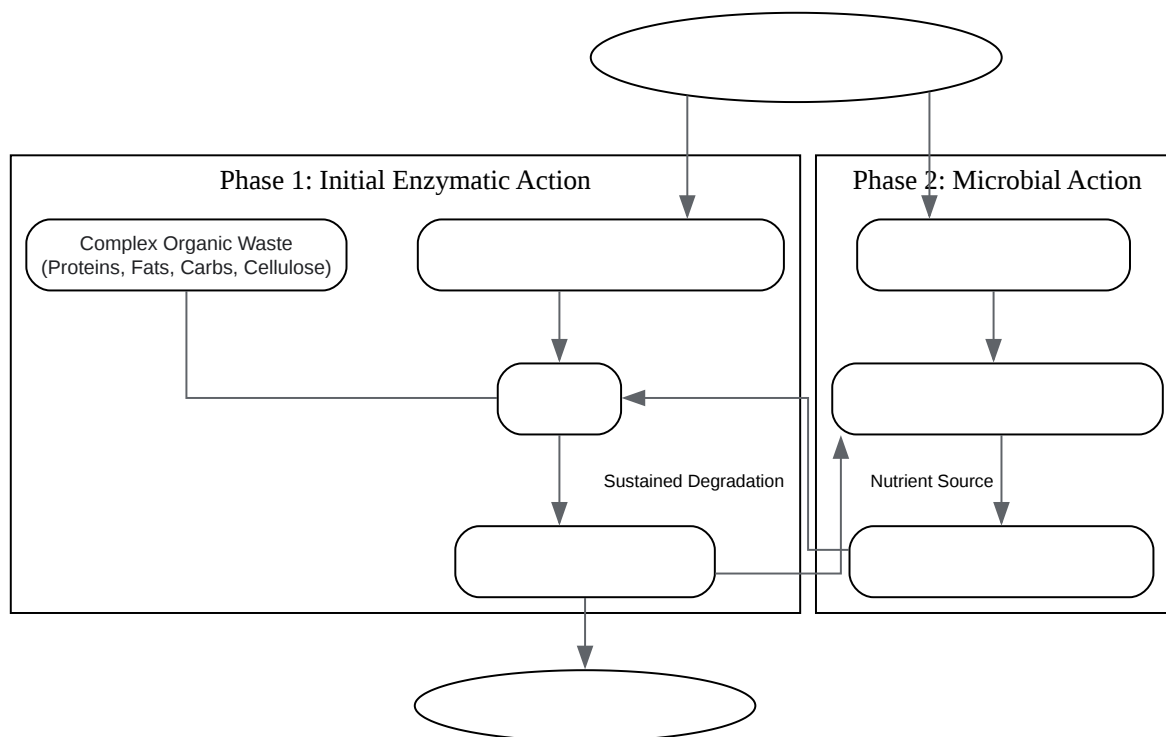 Phase 1: Initial Enzymatic Action
Phase 2: Microbial Action
Complex Organic Waste
(Proteins, Fats, Carbs, Cellulose)
Sustained Degradation
Nutrient Source